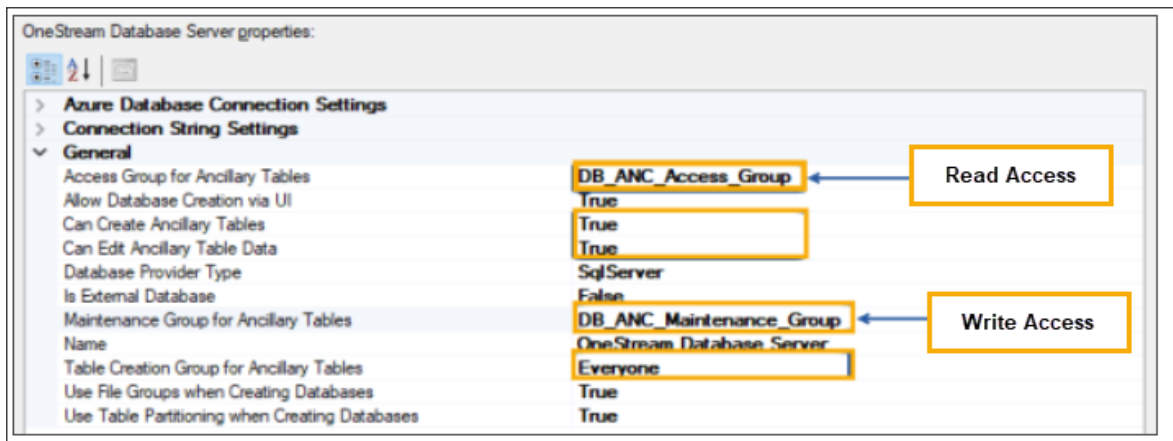 OneStream Database Server properties:
Azure Database Connection Settings
Connection String Settings
General
Access Group for Ancillary Tables DB_ANC_Access_Group Read Access
Allow Database Creation via UI True
Can Create Ancillary Tables True
Can Edit Ancillary Table Data True
Database Provider Type SqlServer
Is External Database False
Maintenance Group for Ancillary Tables DB_ANC_Maintenance_Group Write Access
Name OneStream Database Server
Table Creation Group for Ancillary Tables Everyone
Use File Groups when Creating Databases True
Use Table Partitioning when Creating Databases True